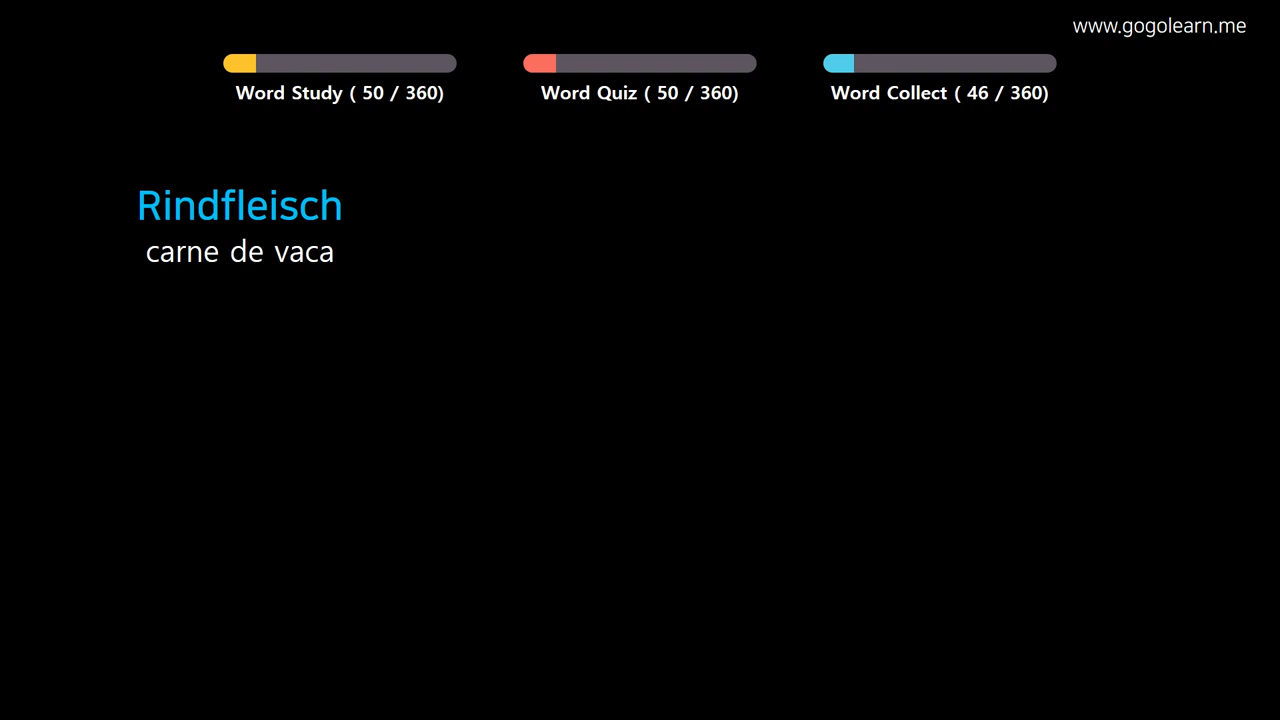 www.gogolearn.me
Word Study ( 50 / 360)
Word Quiz ( 50 / 360)
Word Collect ( 46 / 360)
Rindfleisch
carne de vaca